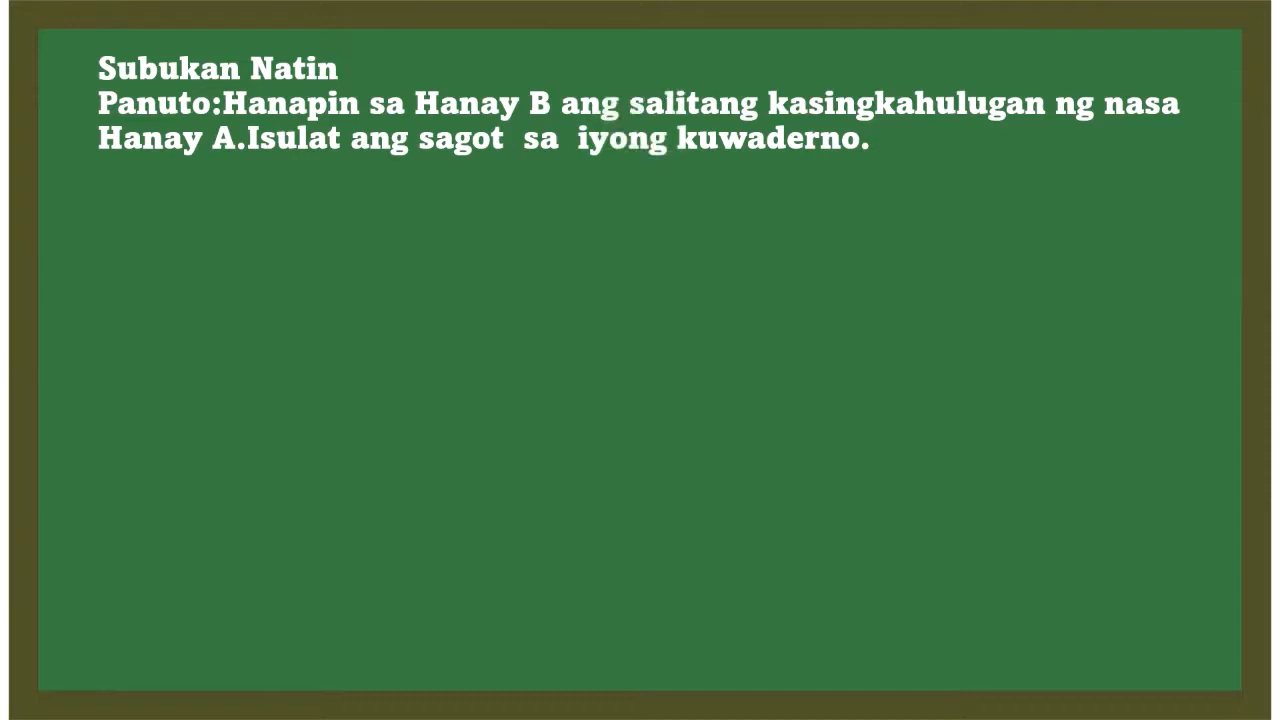 Subukan Natin
Panuto:Hanapin sa Hanay B ang salitang kasingkahulugan ng nasa
Hanay A.Isulat ang sagot  sa  iyong kuwaderno.